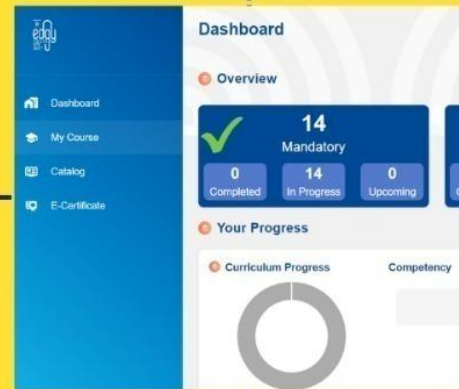 edgy
Dashboard
Overview
Dashboard
My Course
Catalog
E-Certificate
14
Mandatory
0
Completed
14
In Progress
0
Upcoming
Your Progress
Curriculum Progress
Competency